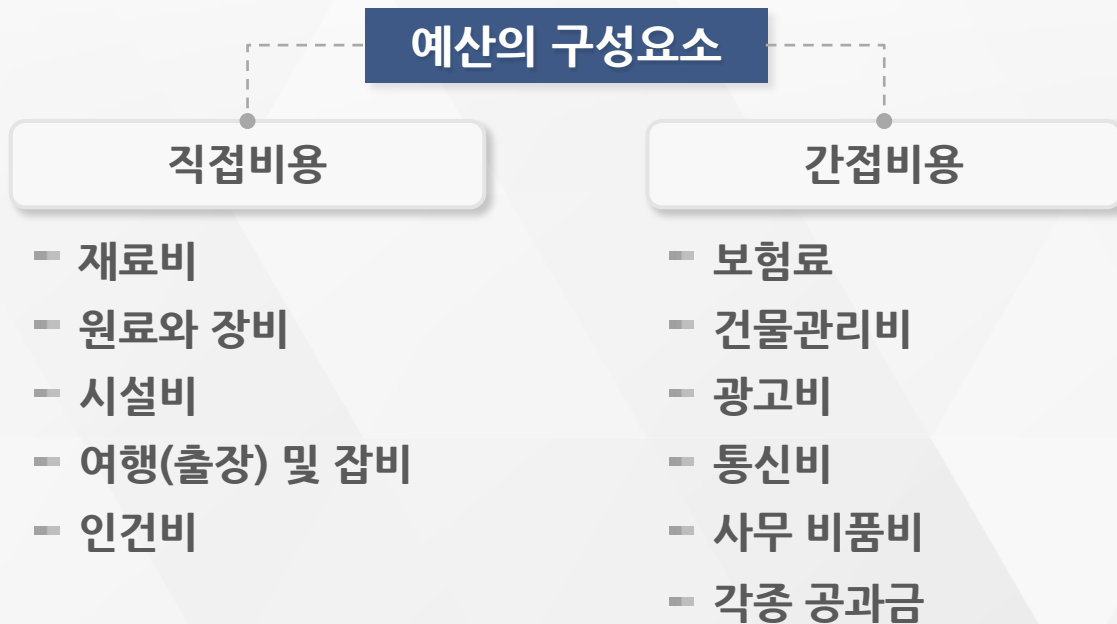 예산의 구성요소
직접비용
재료비
원료와 장비
시설비
여행(출장) 및 잡비
인건비
간접비용
보험료
건물관리비
광고비
통신비
사무 비품비
각종 공과금